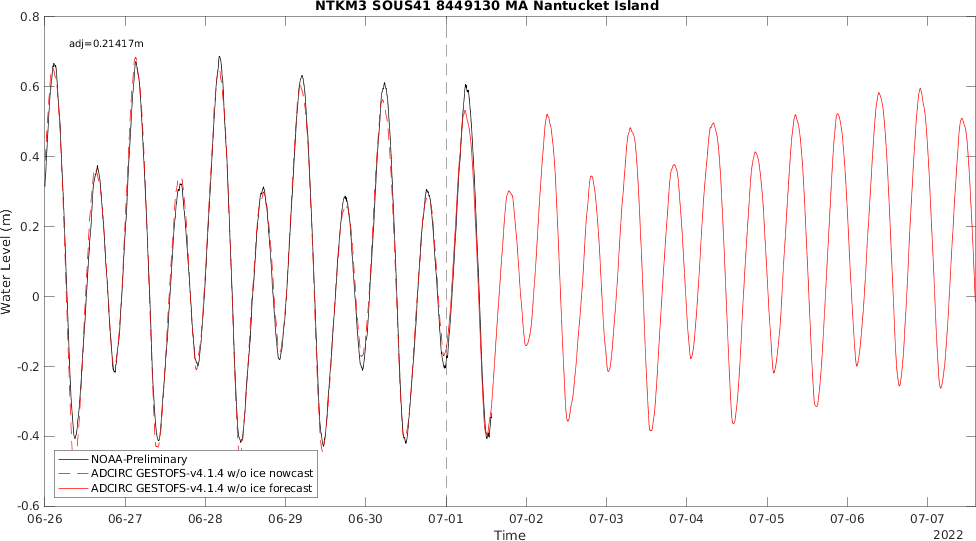 NTKM3 SOUS41 8449130 MA Nantucket Island
adj=0.21417m
0.8
0.6
0.4
0.2
0
-0.2
-0.4
-0.6
Water Level (m)
NOAA-Preliminary
ADCIRC GESTOFS-v4.1.4 w/o ice nowcast
ADCIRC GESTOFS-v4.1.4 w/o ice forecast
06-26 06-27 06-28 06-29 06-30 07-01 07-02 07-03 07-04 07-05 07-06 07-07
Time
2022